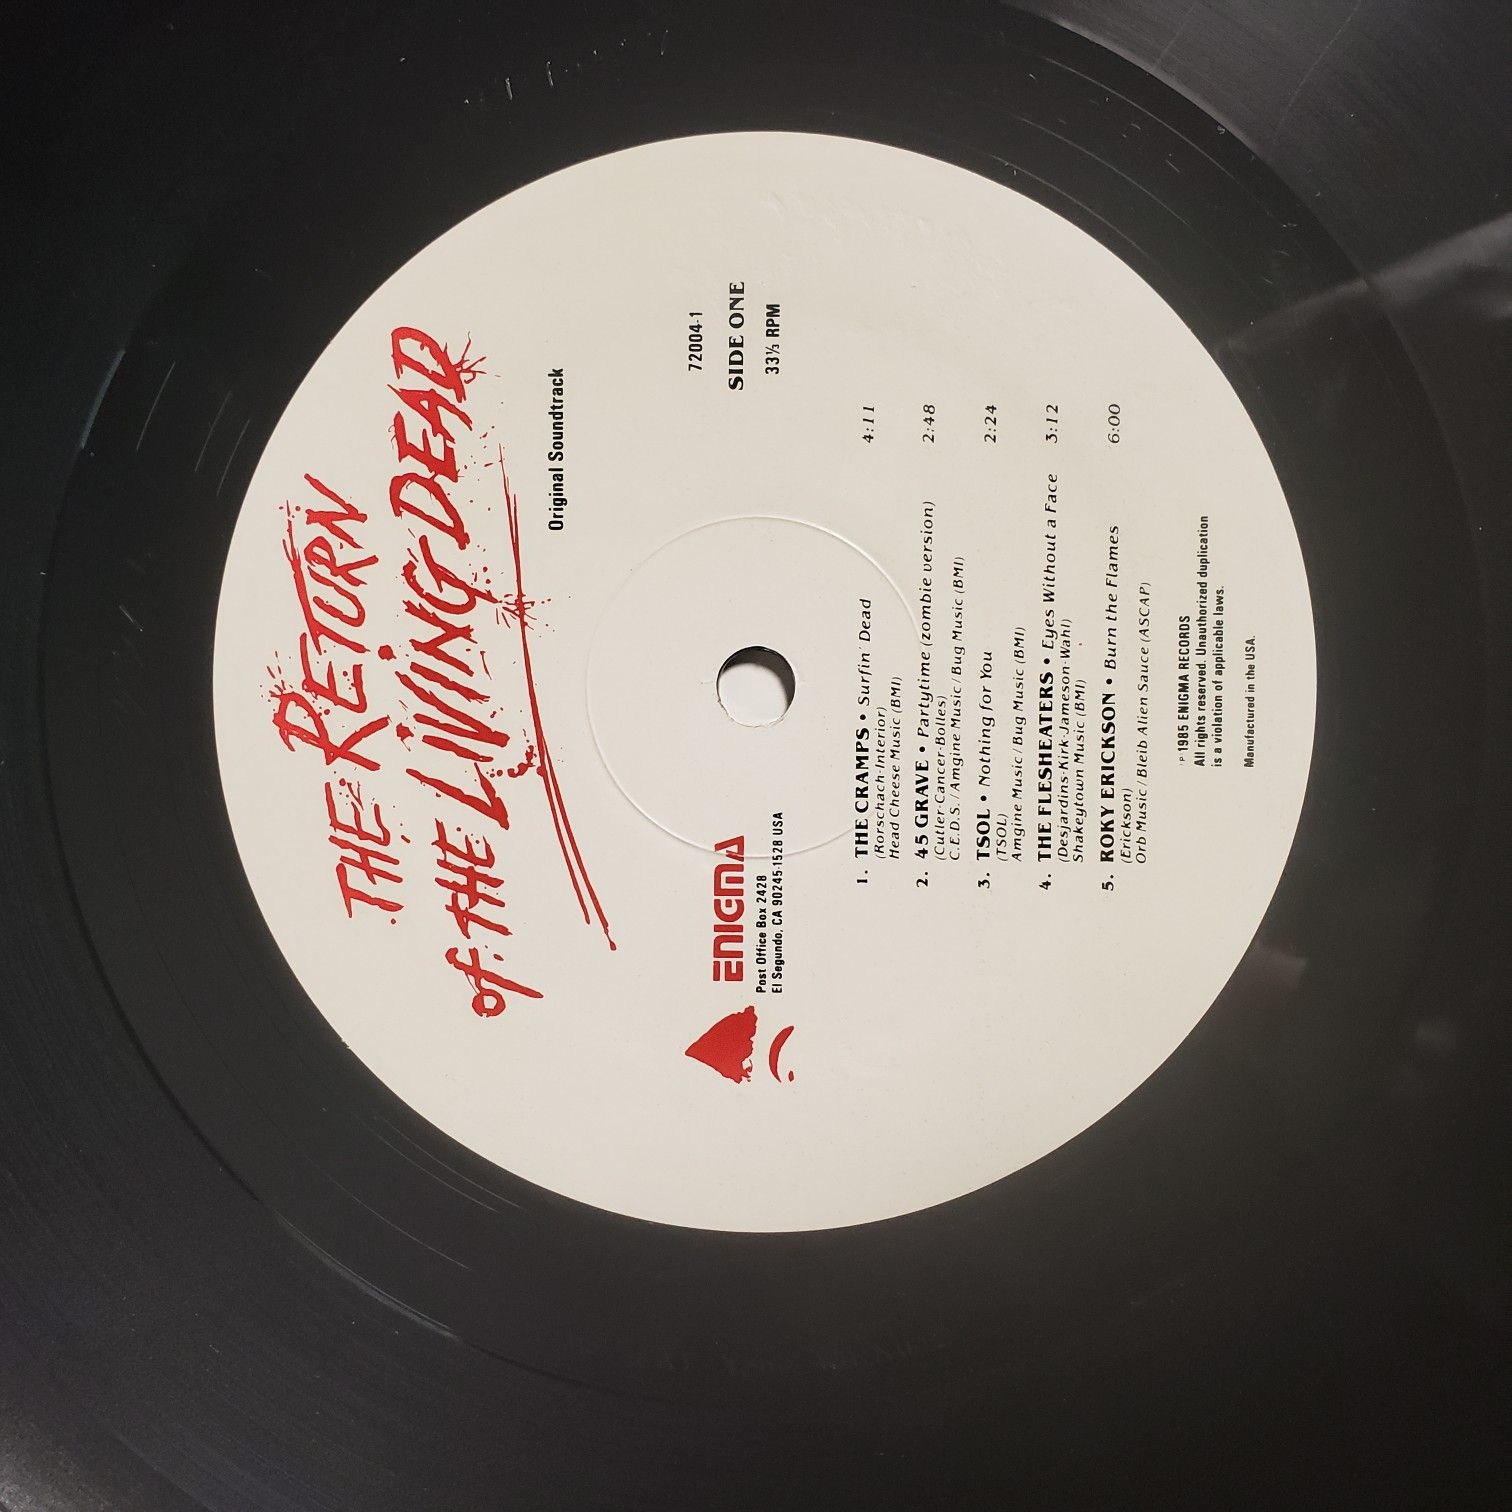 THE RETURN
of THE LIVING DEAD
Original Soundtrack
ENIGMA
Post Office Box 2428
El Segundo, CA 90245-1528 USA
72004-1
SIDE ONE
33⅓ RPM
1. THE CRAMPS • Surfin' Dead 4:11
(Rorschach-Interior)
Head Cheese Music (BMI)
2. 45 GRAVE • Partytime (zombie version) 2:48
(Cutler-Cancer-Bolles)
C.E.D.S. / Amgine Music / Bug Music (BMI)
3. TSOL • Nothing for You 2:24
(TSOL)
Amgine Music / Bug Music (BMI)
4. THE FLESHEATERS • Eyes Without a Face 3:12
(Desjardins-Kirk-Jameson-Wahl)
Shakeytown Music (BMI)
5. ROKY ERICKSON • Burn the Flames 6:00
(Erickson)
Orb Music / Bleib Alien Sauce (ASCAP)
℗ 1985 ENIGMA RECORDS
All rights reserved. Unauthorized duplication
is a violation of applicable laws.
Manufactured in the USA.